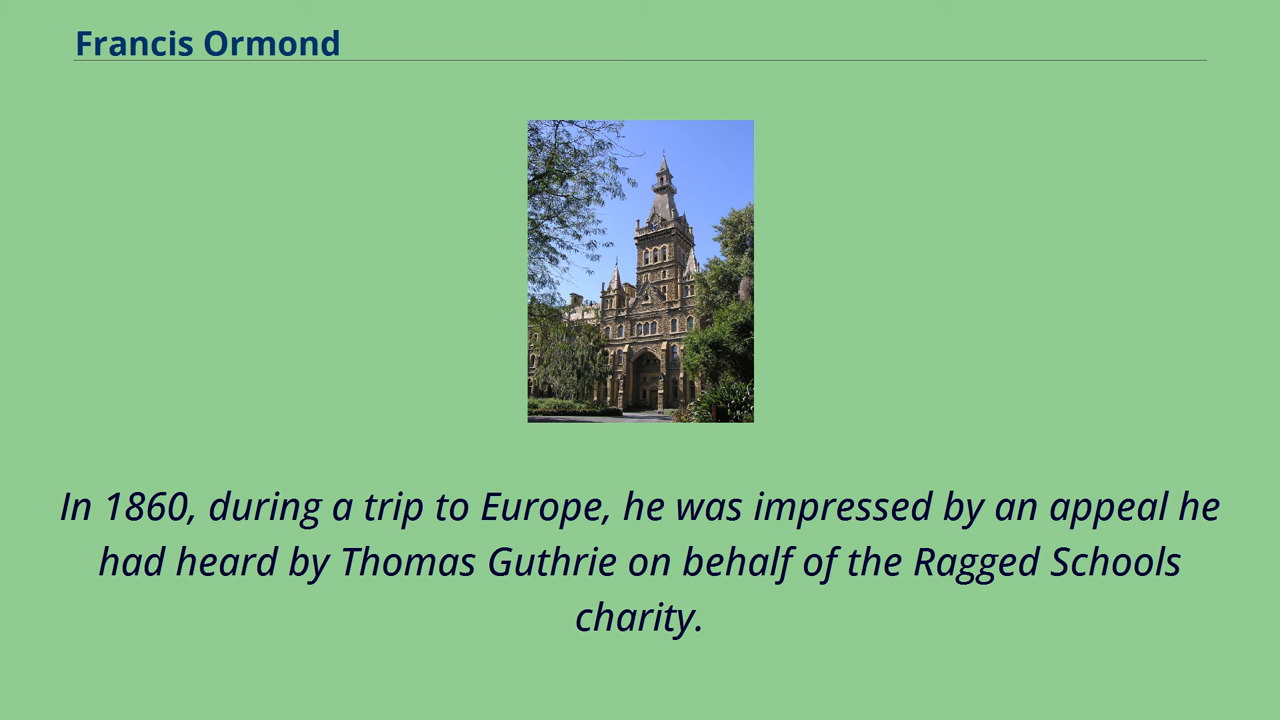 Francis Ormond
In 1860, during a trip to Europe, he was impressed by an appeal he
had heard by Thomas Guthrie on behalf of the Ragged Schools
charity.